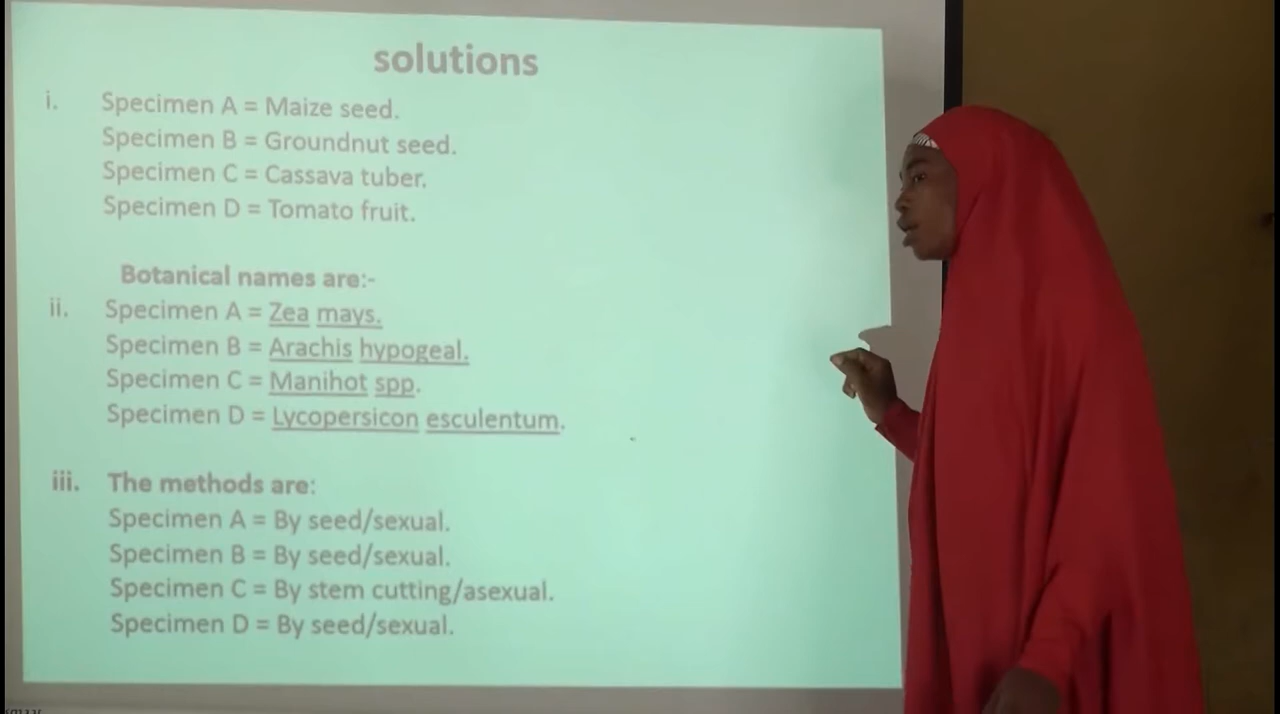 solutions
i. Specimen A = Maize seed.
Specimen B = Groundnut seed.
Specimen C = Cassava tuber.
Specimen D = Tomato fruit.
Botanical names are:-
ii. Specimen A = Zea mays.
Specimen B = Arachis hypogeal.
Specimen C = Manihot spp.
Specimen D = Lycopersicon esculentum.
iii. The methods are:
Specimen A = By seed/sexual.
Specimen B = By seed/sexual.
Specimen C = By stem cutting/asexual.
Specimen D = By seed/sexual.